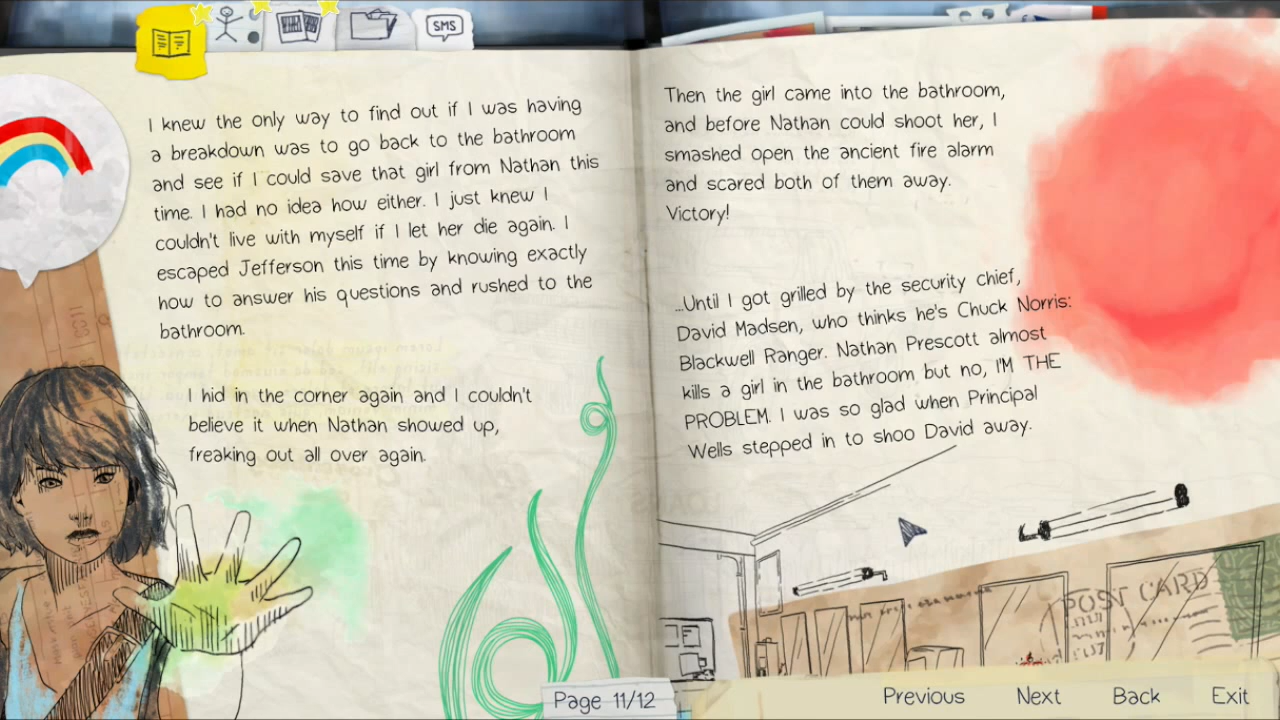 SMS
I knew the only way to find out if I was having
a breakdown was to go back to the bathroom
and see if I could save that girl from Nathan this
time. I had no idea how either. I just knew I
couldn't live with myself if I let her die again. I
escaped Jefferson this time by knowing exactly
how to answer his questions and rushed to the
bathroom.
I hid in the corner again and I couldn't
believe it when Nathan showed up,
freaking out all over again.
Then the girl came into the bathroom,
and before Nathan could shoot her, I
smashed open the ancient fire alarm
and scared both of them away.
Victory!
...Until I got grilled by the security chief,
David Madsen, who thinks he's Chuck Norris:
Blackwell Ranger. Nathan Prescott almost
kills a girl in the bathroom but no, I'M THE
PROBLEM. I was so glad when Principal
Wells stepped in to shoo David away.
POST CARD
Page 11/12
Previous Next Back Exit